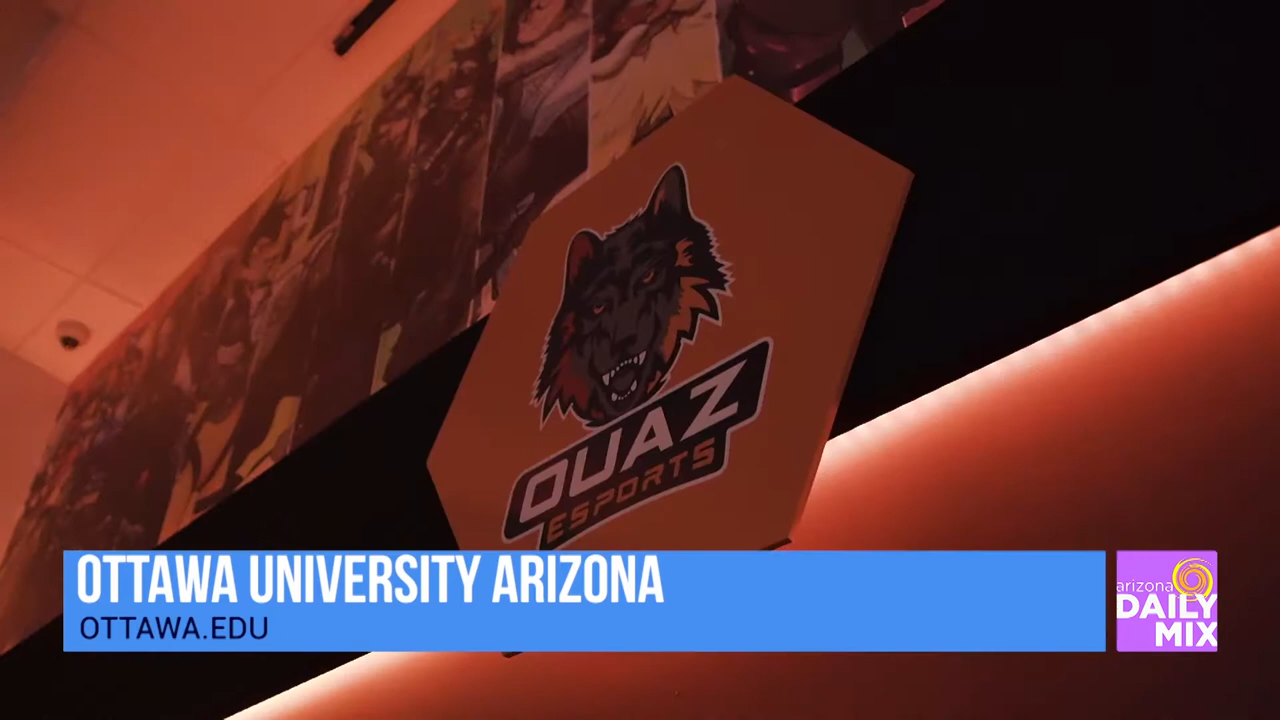 OUAZ
ESPORTS
OTTAWA UNIVERSITY ARIZONA
OTTAWA.EDU
arizona
DAILY
MIX